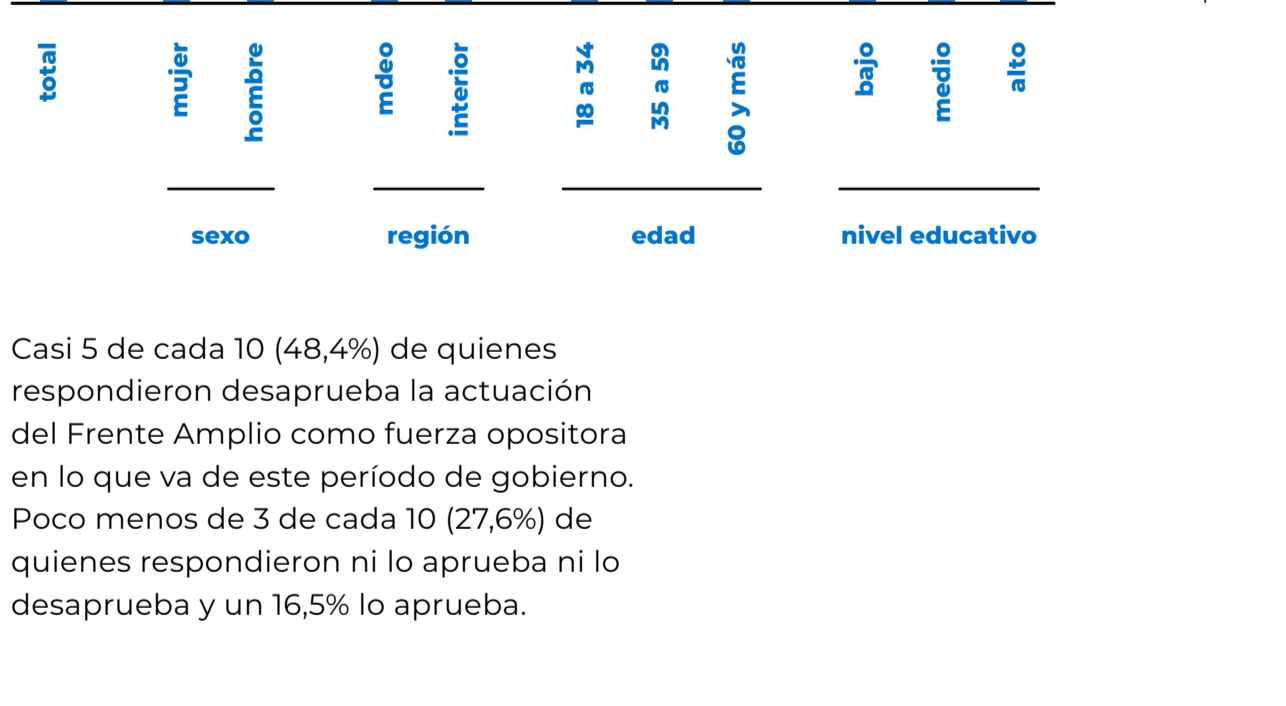 total
mujer
hombre
mdeo
interior
18 a 34
35 a 59
60 y más
bajo
medio
alto
sexo
región
edad
nivel educativo
Casi 5 de cada 10 (48,4%) de quienes
respondieron desaprueba la actuación
del Frente Amplio como fuerza opositora
en lo que va de este período de gobierno.
Poco menos de 3 de cada 10 (27,6%) de
quienes respondieron ni lo aprueba ni lo
desaprueba y un 16,5% lo aprueba.